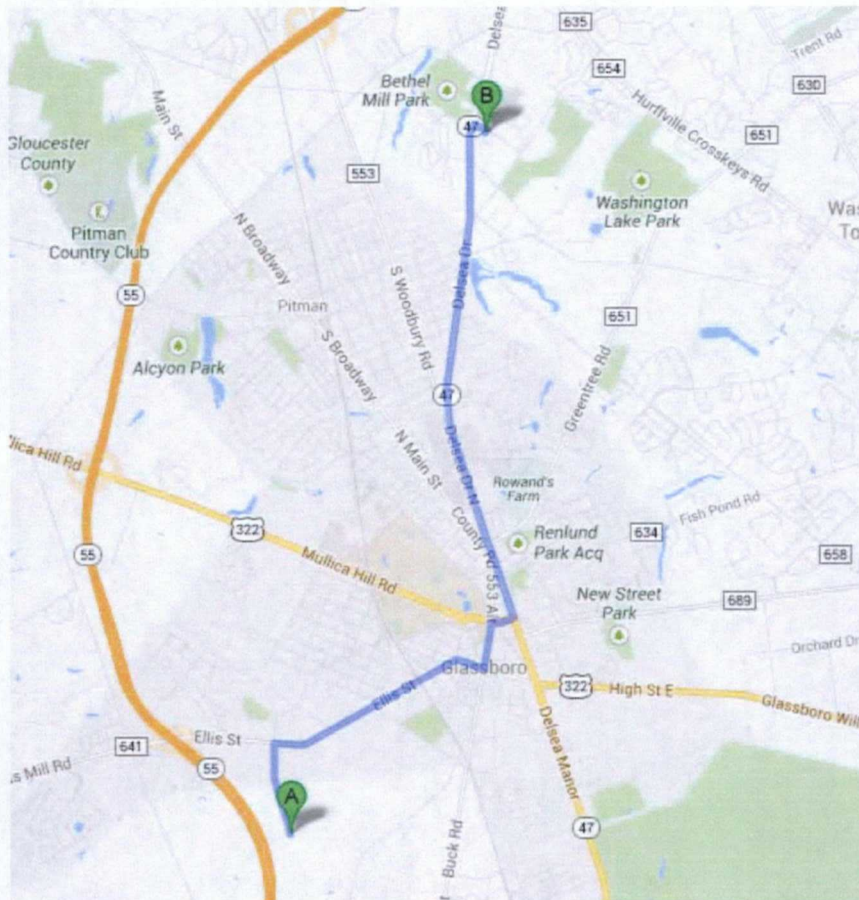 Delsea
635
Trent Rd
654
630
Bethel
Mill Park
B
47
Main St
Hurffville Crosskeys Rd
651
Gloucester
County
553
Washington
Lake Park
Pitman
Country Club
N Broadway
Delsea Dr
55
Pitman
S Woodbury Rd
651
Alcyon Park
S Broadway
Greentree Rd
47
N Main St
Delsea Dr N
Rowand's
Farm
Fish Pond Rd
322
County Rd 553 Al
Renlund
Park Acq
634
55
Mullica Hill Rd
658
New Street
Park
689
Orchard Dr
Glassboro
322
High St E
Ellis St
Glassboro Will
Delsea Manor
641
Ellis St
55
s Mill Rd
A
47
Buck Rd